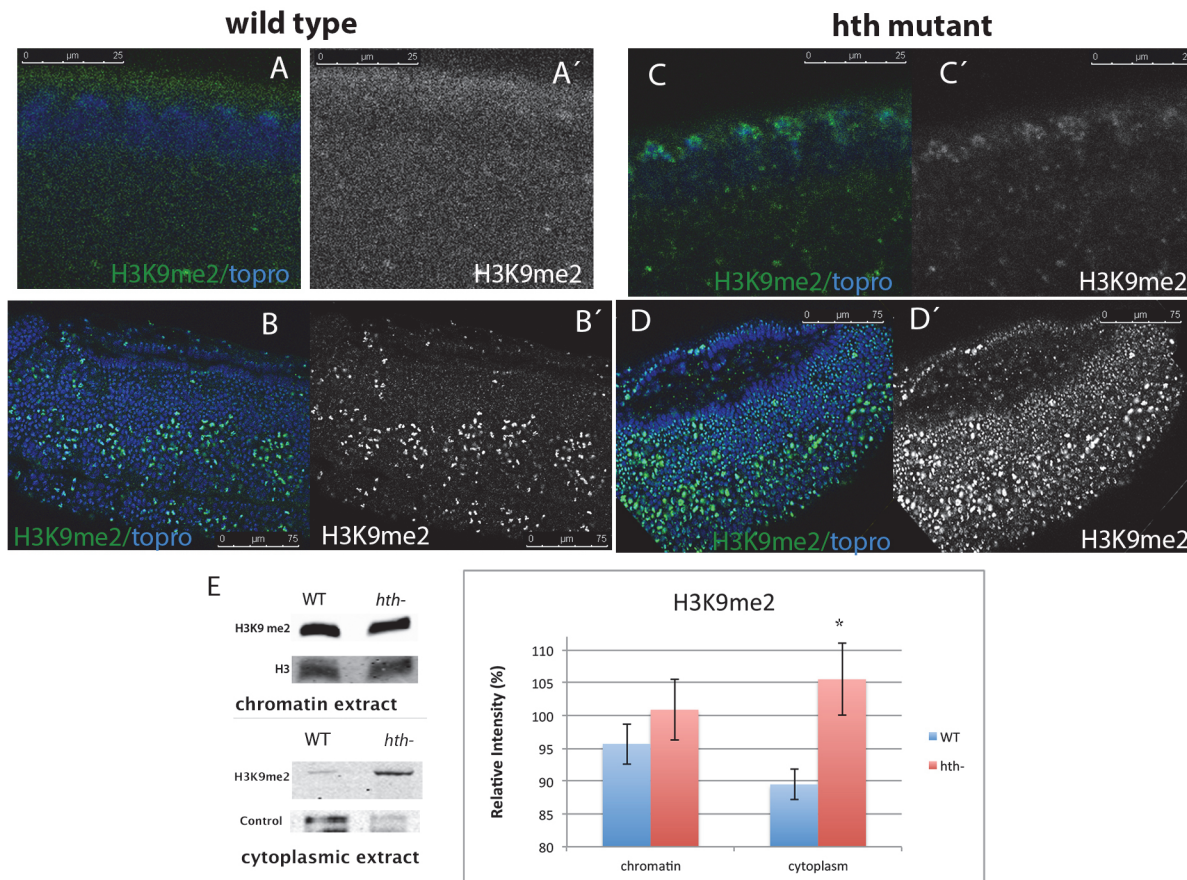 wild type
hth mutant
0 µm 25
A
A´
0 µm 25
C
0 25
C´
0 µm 2
H3K9me2/topro
H3K9me2
H3K9me2/topro
H3K9me2
B
B´
D
0 µm 75
D´
0 µm 75
H3K9me2/topro
0 µm 75
H3K9me2
0 µm 75
H3K9me2/topro
H3K9me2
E
WT hth-
H3K9 me2
H3
chromatin extract
WT hth-
H3K9me2
Control
cytoplasmic extract
H3K9me2
*
Relative Intensity (%)
110
105
100
95
90
85
80
chromatin
cytoplasm
WT
hth-